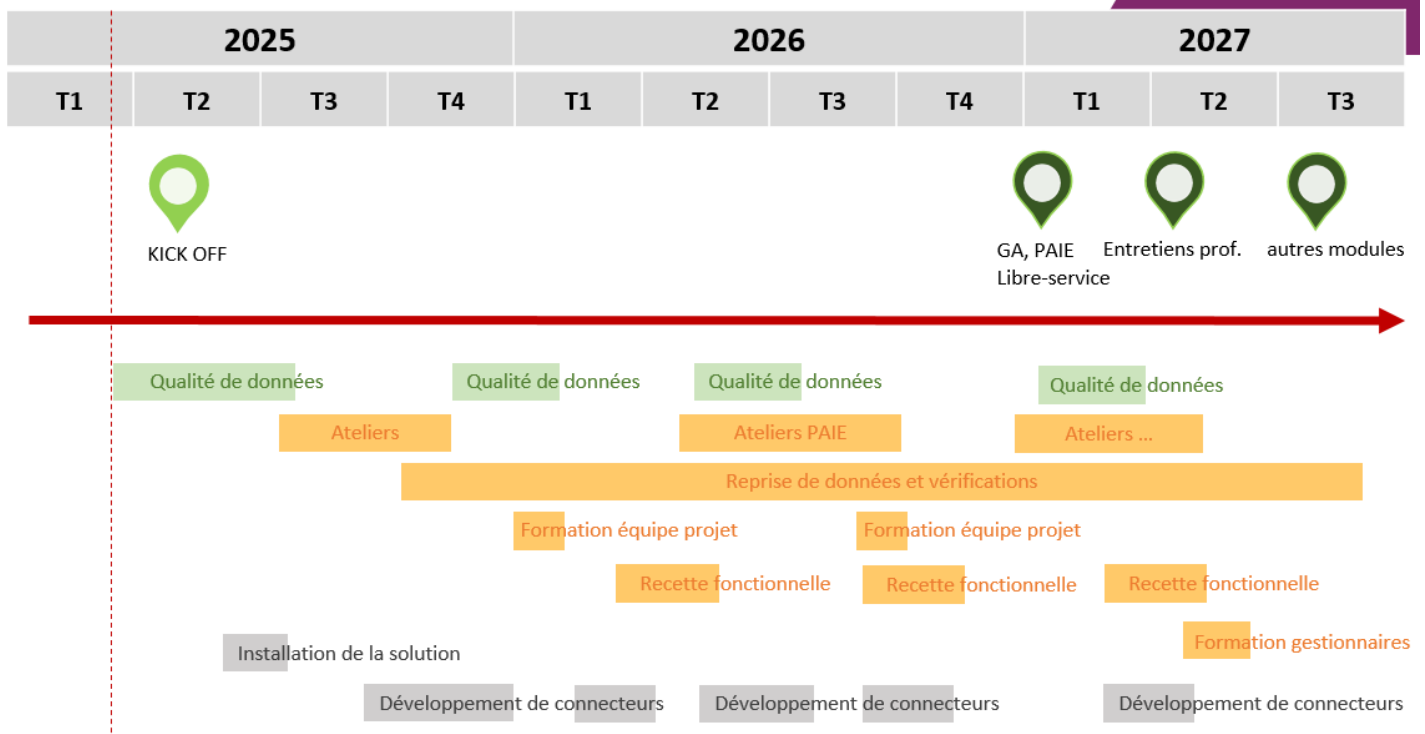 2025 2026 2027
T1 T2 T3 T4 T1 T2 T3 T4 T1 T2 T3
KICK OFF
GA, PAIE
Libre-service
Entretiens prof.
autres modules
Qualité de données Qualité de données Qualité de données Qualité de données
Ateliers Ateliers PAIE Ateliers ...
Reprise de données et vérifications
Formation équipe projet Formation équipe projet
Recette fonctionnelle Recette fonctionnelle Recette fonctionnelle
Formation gestionnaires
Installation de la solution
Développement de connecteurs Développement de connecteurs Développement de connecteurs